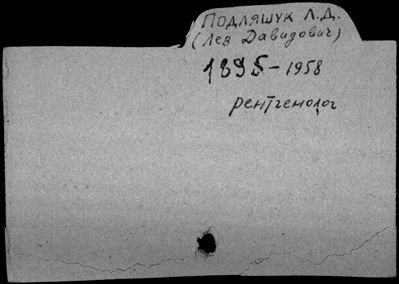 Подляшук Л.Д.
(Лев Давидович)
1895-1958
рентгенолог